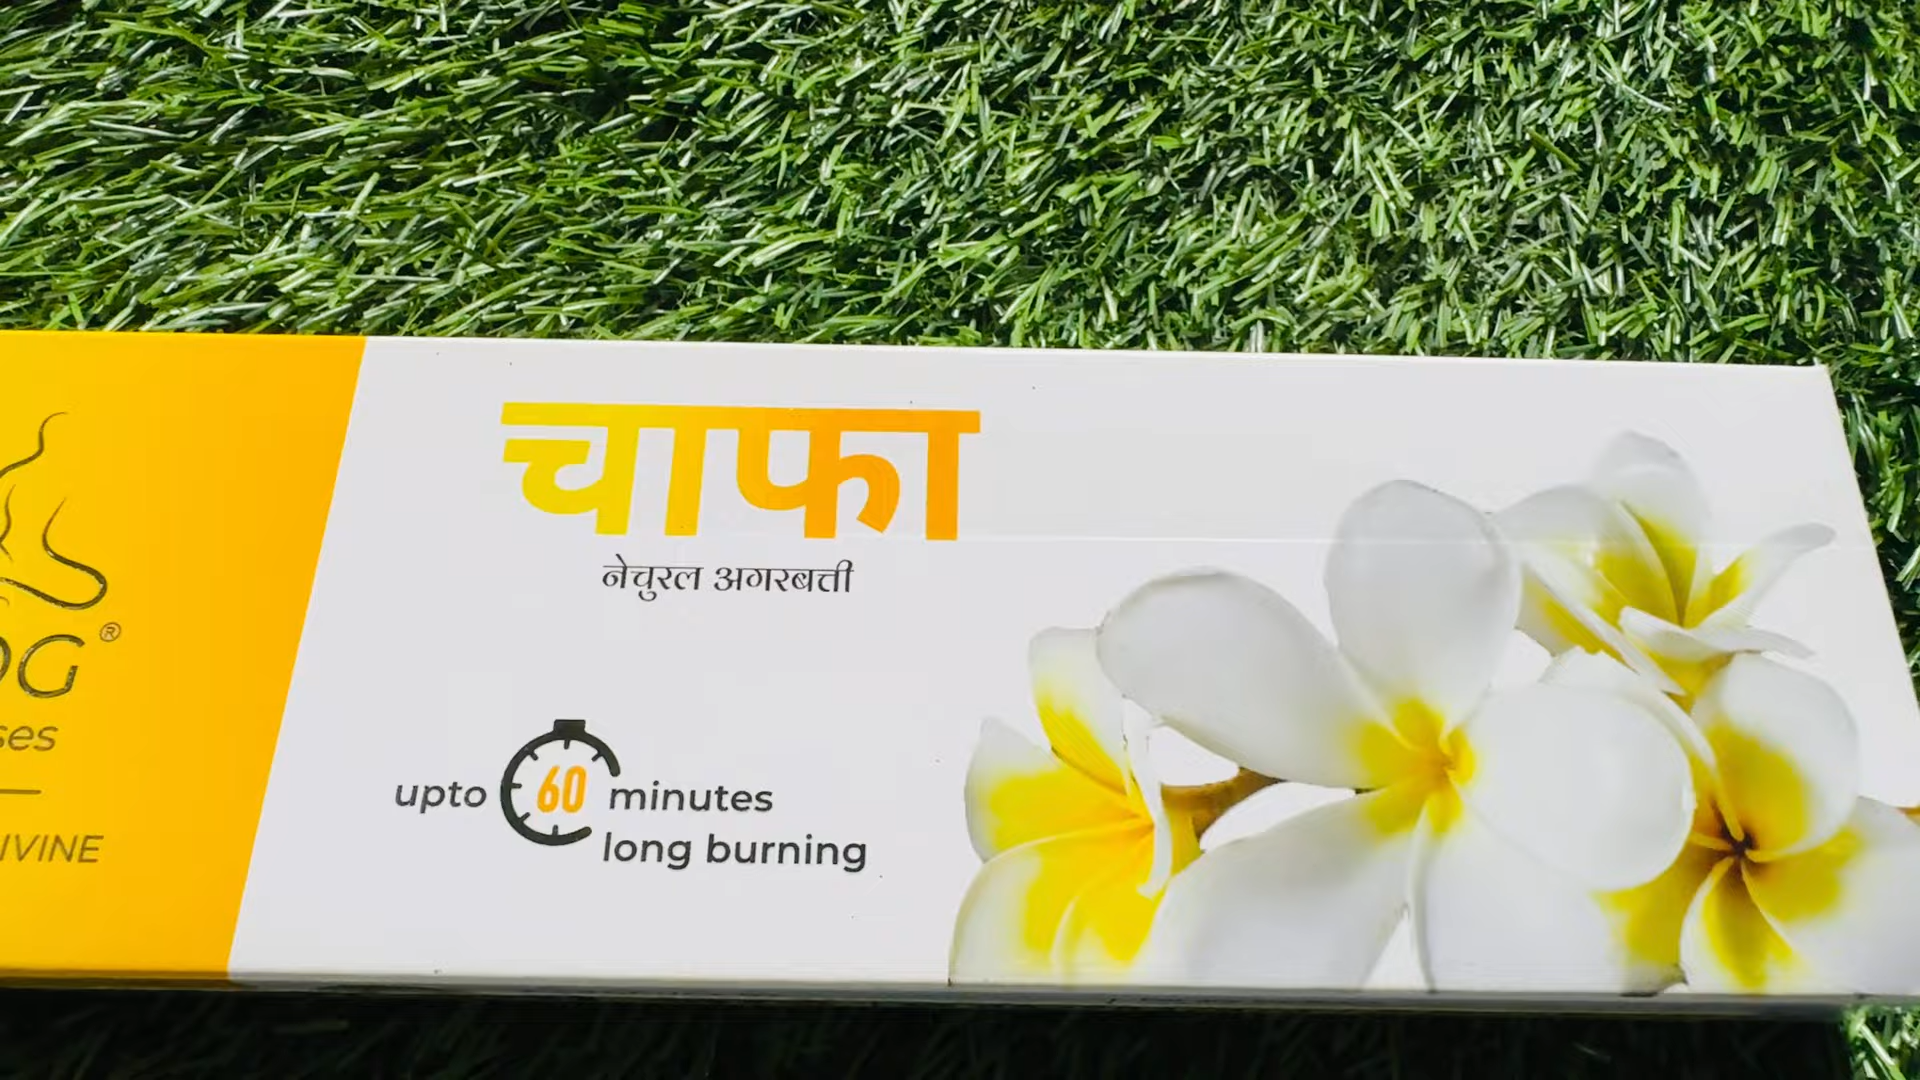 चाफा
नेचुरल अगरबत्ती
upto 60 minutes
long burning
®